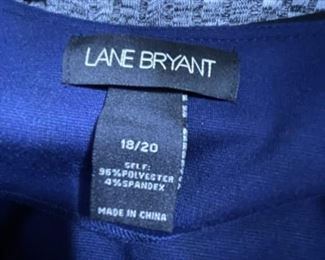 LANE BRYANT
18/20
SELF:
96%POLYESTER
4%SPANDEX
MADE IN CHINA